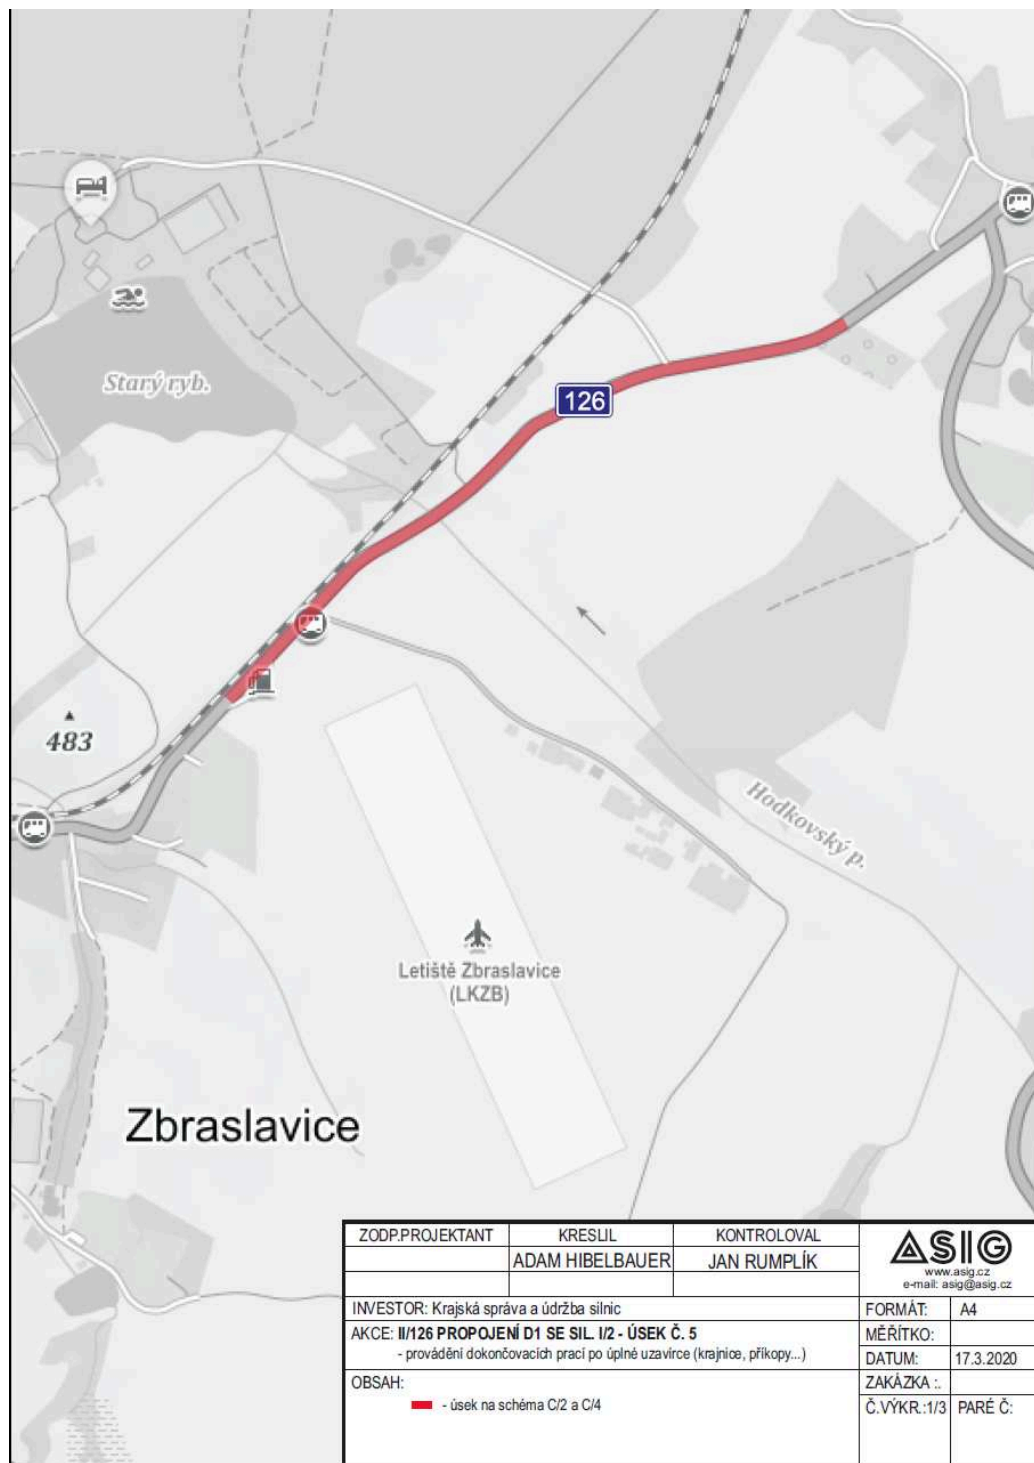 Starý ryb.
126
483
Hodkovský p.
Letiště Zbraslavice
(LKZB)
Zbraslavice
ZODP.PROJEKTANT KRESLIL KONTROLOVAL
ADAM HIBELBAUER JAN RUMPLÍK
ASIG
www.asig.cz
e-mail: asig@asig.cz
INVESTOR: Krajská správa a údržba silnic
FORMÁT: A4
AKCE: II/126 PROPOJENÍ D1 SE SIL. I/2 - ÚSEK Č. 5
- provádění dokončovacích prací po úplné uzavírce (krajnice, příkopy...)
MĚŘÍTKO:
DATUM: 17.3.2020
OBSAH:
ZAKÁZKA :.
- úsek na schéma C/2 a C/4
Č.VÝKR.:1/3 PARÉ Č: